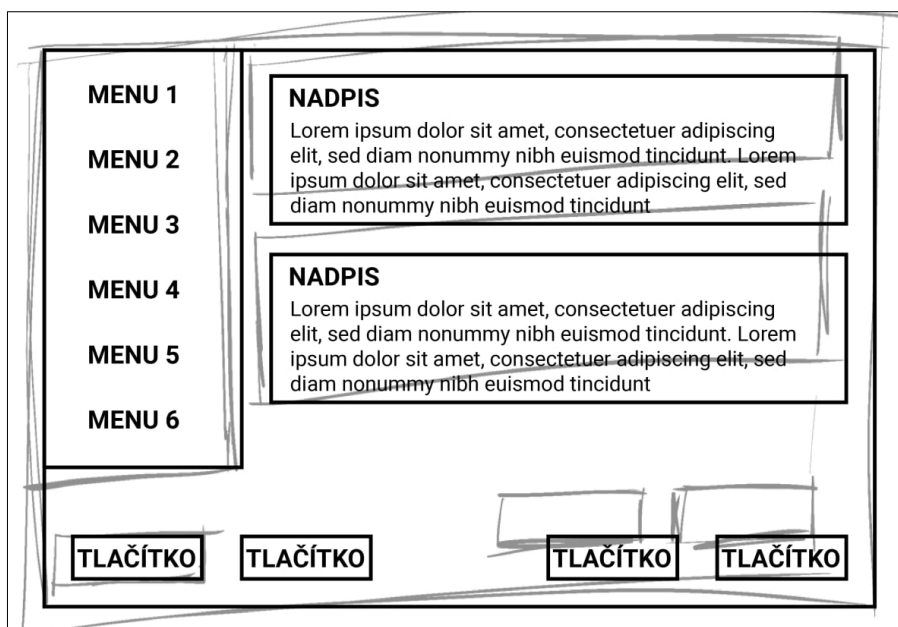 MENU 1
MENU 2
MENU 3
MENU 4
MENU 5
MENU 6
NADPIS
Lorem ipsum dolor sit amet, consectetuer adipiscing
elit, sed diam nonummy nibh euismod tincidunt. Lorem
ipsum dolor sit amet, consectetuer adipiscing elit, sed
diam nonummy nibh euismod tincidunt
NADPIS
Lorem ipsum dolor sit amet, consectetuer adipiscing
elit, sed diam nonummy nibh euismod tincidunt. Lorem
ipsum dolor sit amet, consectetuer adipiscing elit, sed
diam nonummy nibh euismod tincidunt
TLAČÍTKO TLAČÍTKO TLAČÍTKO TLAČÍTKO